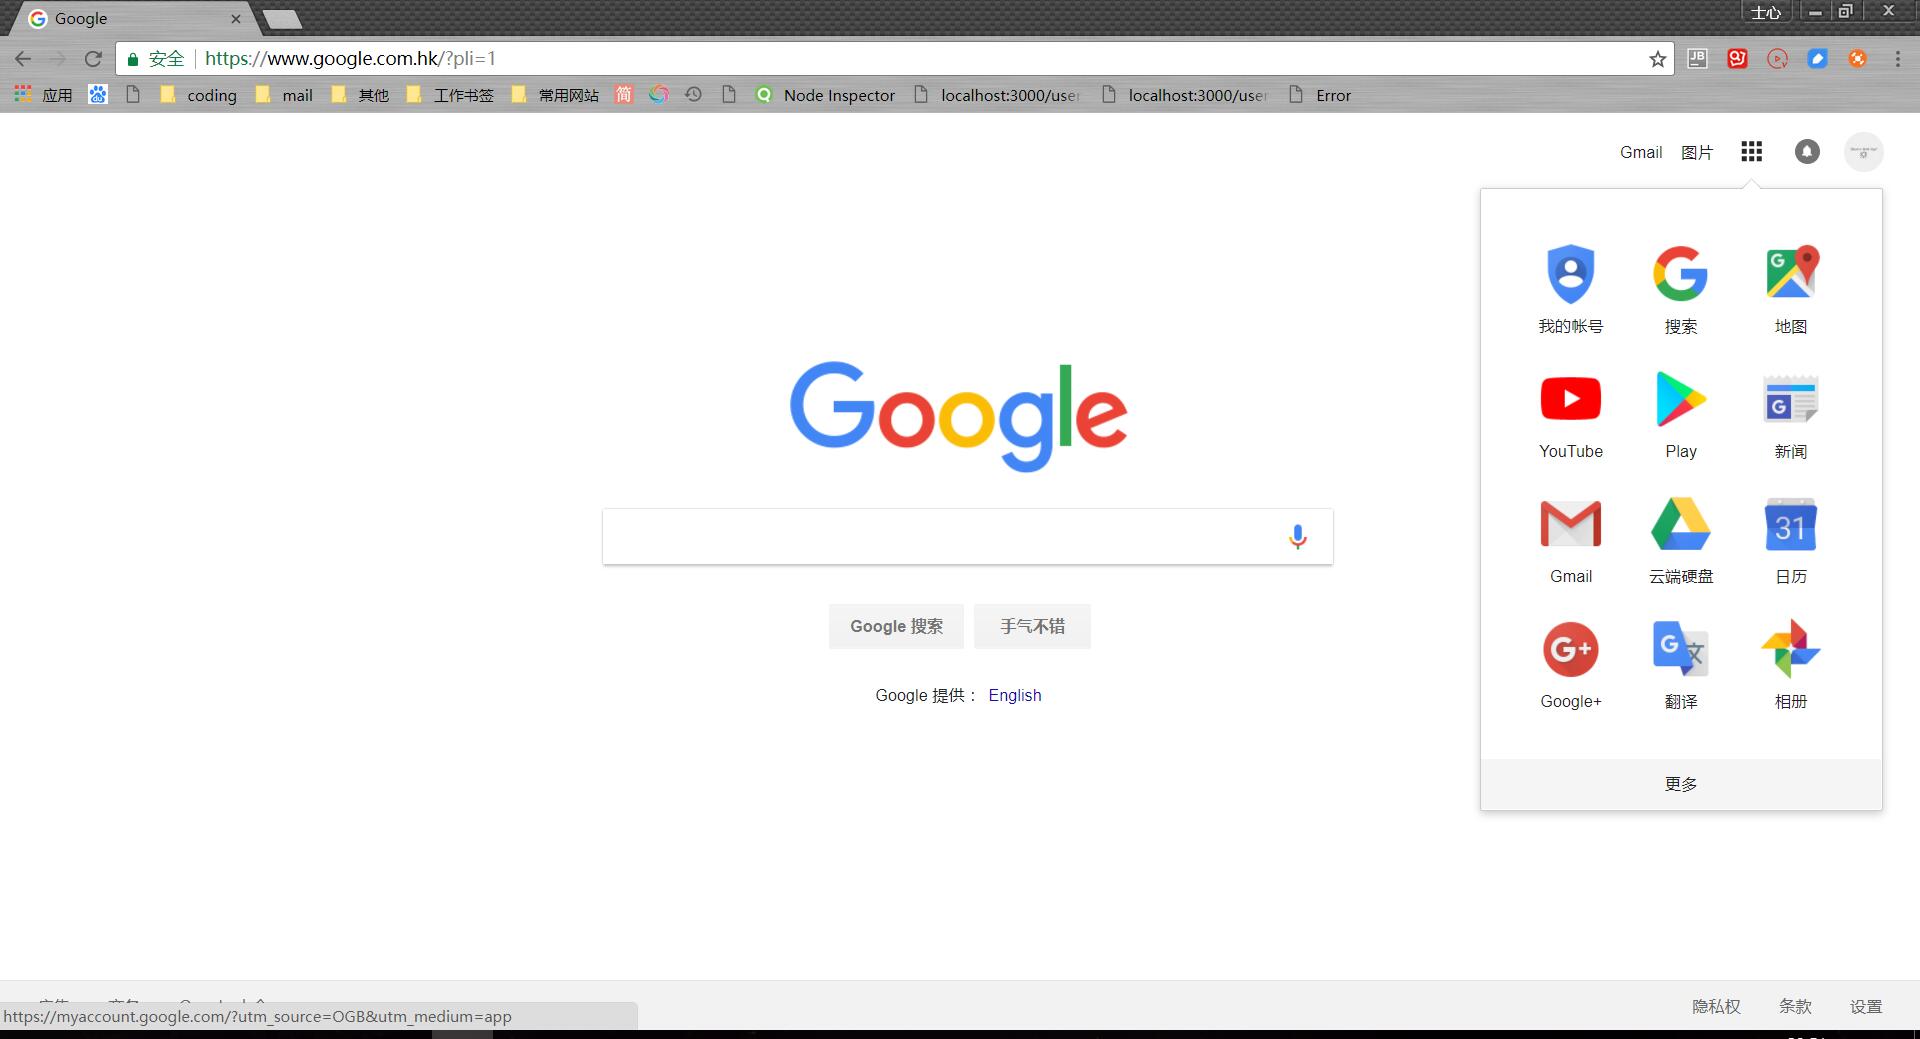 Google
士心
安全 https://www.google.com.hk/?pli=1
应用 coding mail 其他 工作书签 常用网站 简 Node Inspector localhost:3000/user localhost:3000/user Error
Gmail 图片
我的帐号 搜索 地图
YouTube Play 新闻
31
Gmail 云端硬盘 日历
G+
Google+ 翻译 相册
更多
Google
Google 搜索 手气不错
Google 提供： English
隐私权 条款 设置
https://myaccount.google.com/?utm_source=OGB&utm_medium=app